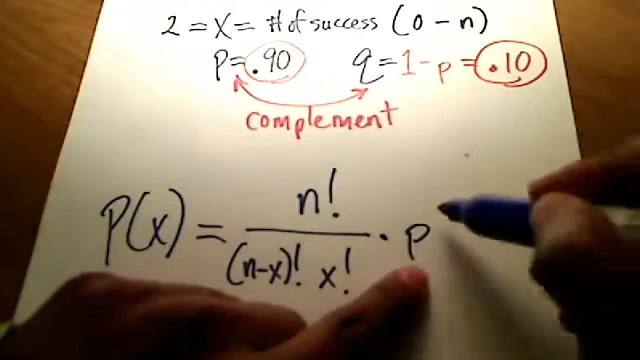 2 = X = # of success (0 - n)
p = .90 q = 1 - p = .10
complement
P(x) = n! / (n-x)! x! · p